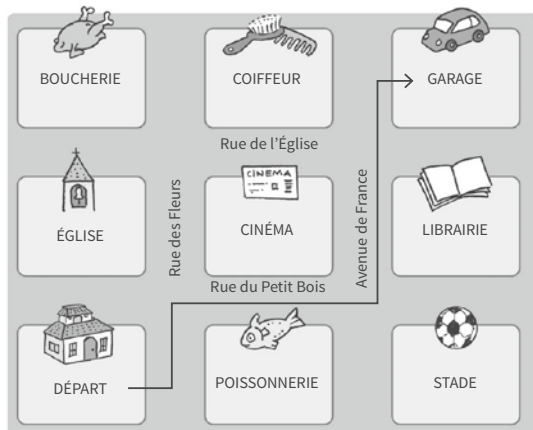 BOUCHERIE
COIFFEUR
GARAGE
Rue de l'Église
CINÉMA
ÉGLISE
Rue des Fleurs
CINÉMA
Avenue de France
LIBRAIRIE
Rue du Petit Bois
DÉPART
POISSONNERIE
STADE